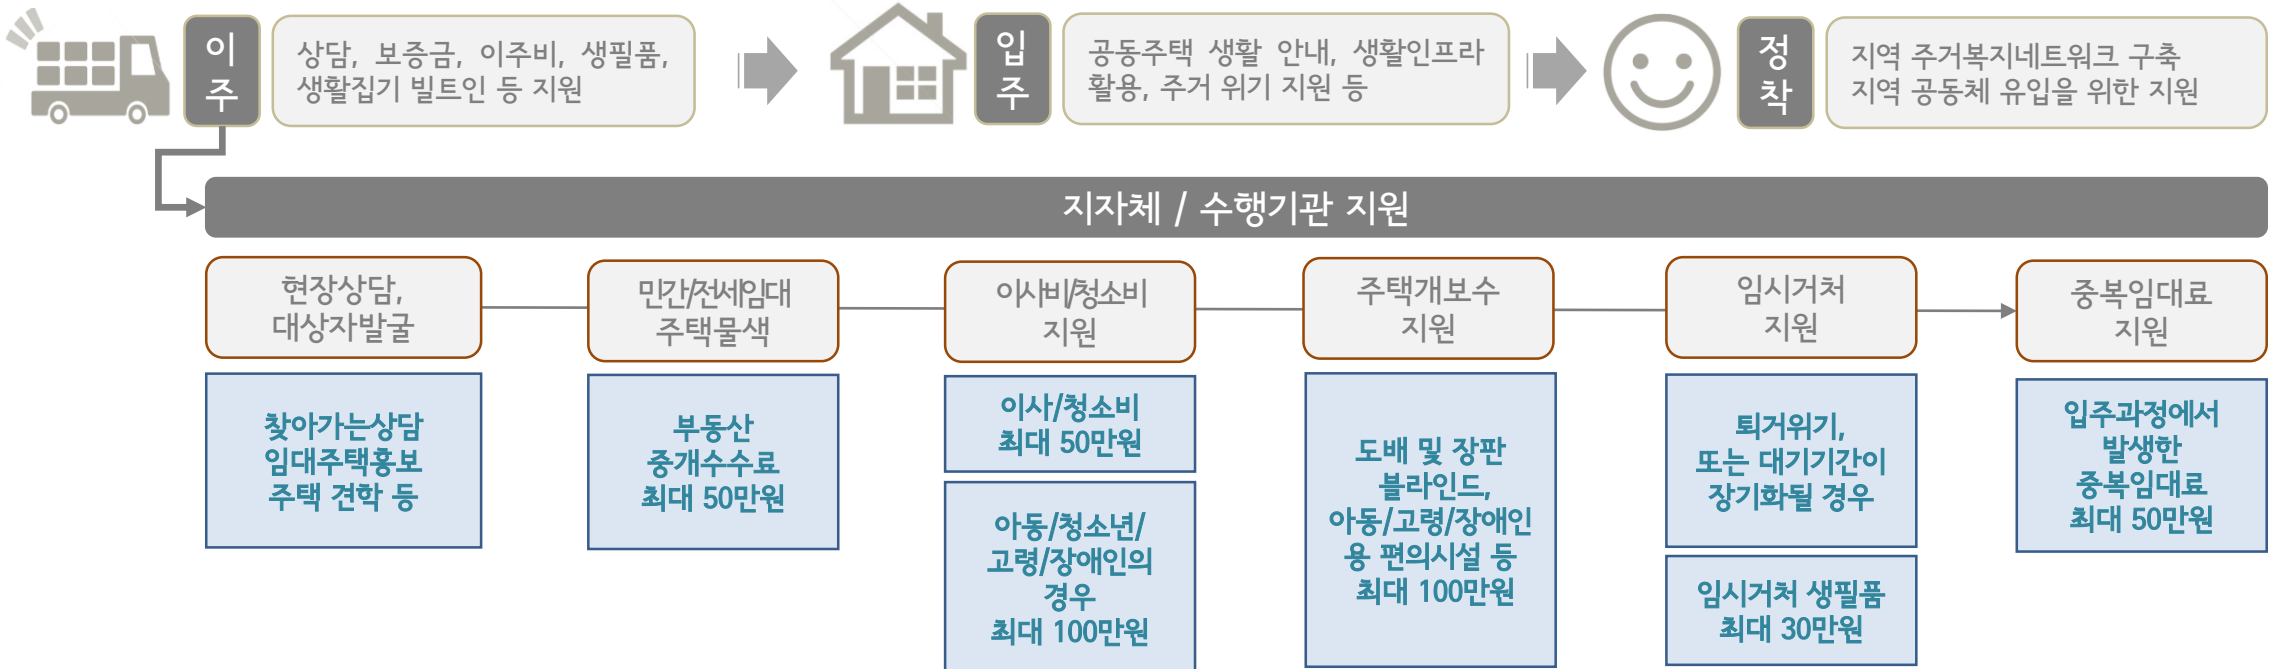 이
주
상담, 보증금, 이주비, 생필품,
생활집기 빌트인 등 지원
입
주
공동주택 생활 안내, 생활인프라
활용, 주거 위기 지원 등
정
착
지역 주거복지네트워크 구축
지역 공동체 유입을 위한 지원
지자체 / 수행기관 지원
현장상담,
대상자발굴
민간/전세임대
주택물색
이사비/청소비
지원
주택개보수
지원
임시거처
지원
중복임대료
지원
찾아가는상담
임대주택홍보
주택 견학 등
부동산
중개수수료
최대 50만원
이사/청소비
최대 50만원
아동/청소년/
고령/장애인의
경우
최대 100만원
도배 및 장판
블라인드,
아동/고령/장애인
용 편의시설 등
최대 100만원
퇴거위기,
또는 대기기간이
장기화될 경우
임시거처 생필품
최대 30만원
입주과정에서
발생한
중복임대료
최대 50만원